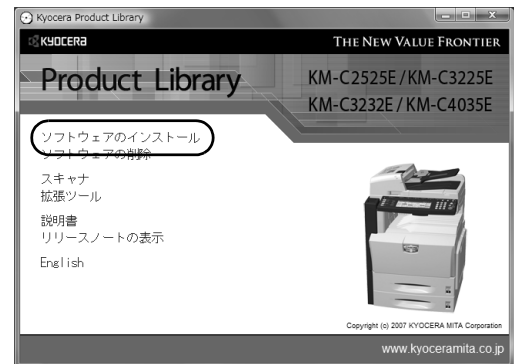 Kyocera Product Library
KYOCERA
THE NEW VALUE FRONTIER
Product Library
KM-C2525E / KM-C3225E
KM-C3232E / KM-C4035E
ソフトウェアのインストール
ソフトウェアの削除
スキャナ
拡張ツール
説明書
リリースノートの表示
English
Copyright (c) 2007 KYOCERA MITA Corporation
www.kyoceramita.co.jp